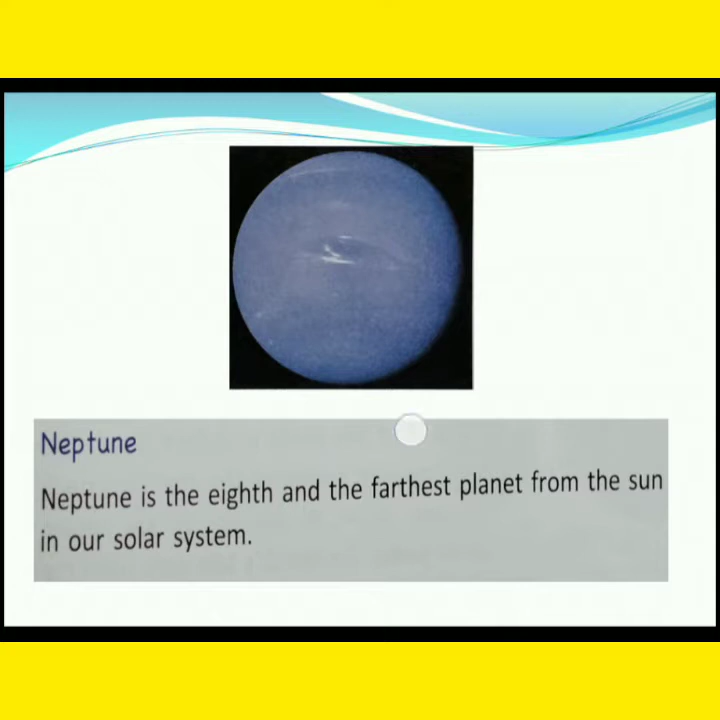 Neptune
Neptune is the eighth and the farthest planet from the sun
in our solar system.